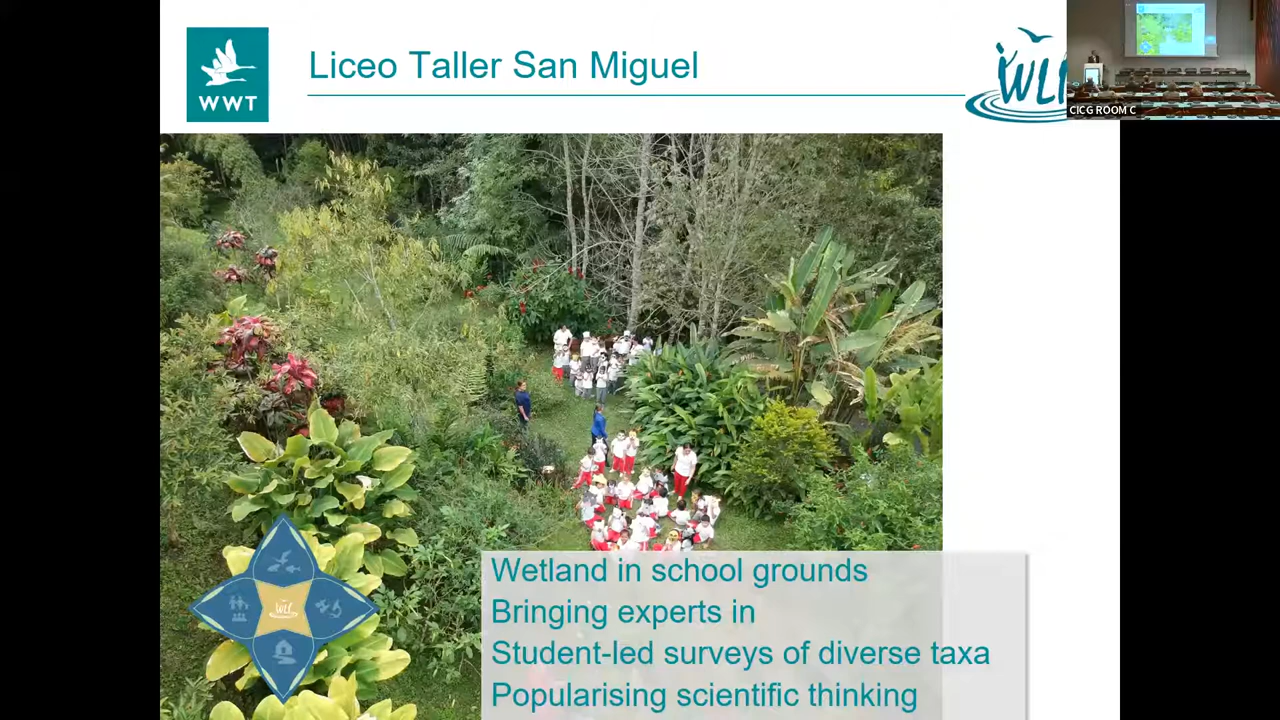 WWT
Liceo Taller San Miguel
WLI
CICG ROOM C
WLI
Wetland in school grounds
Bringing experts in
Student-led surveys of diverse taxa
Popularising scientific thinking